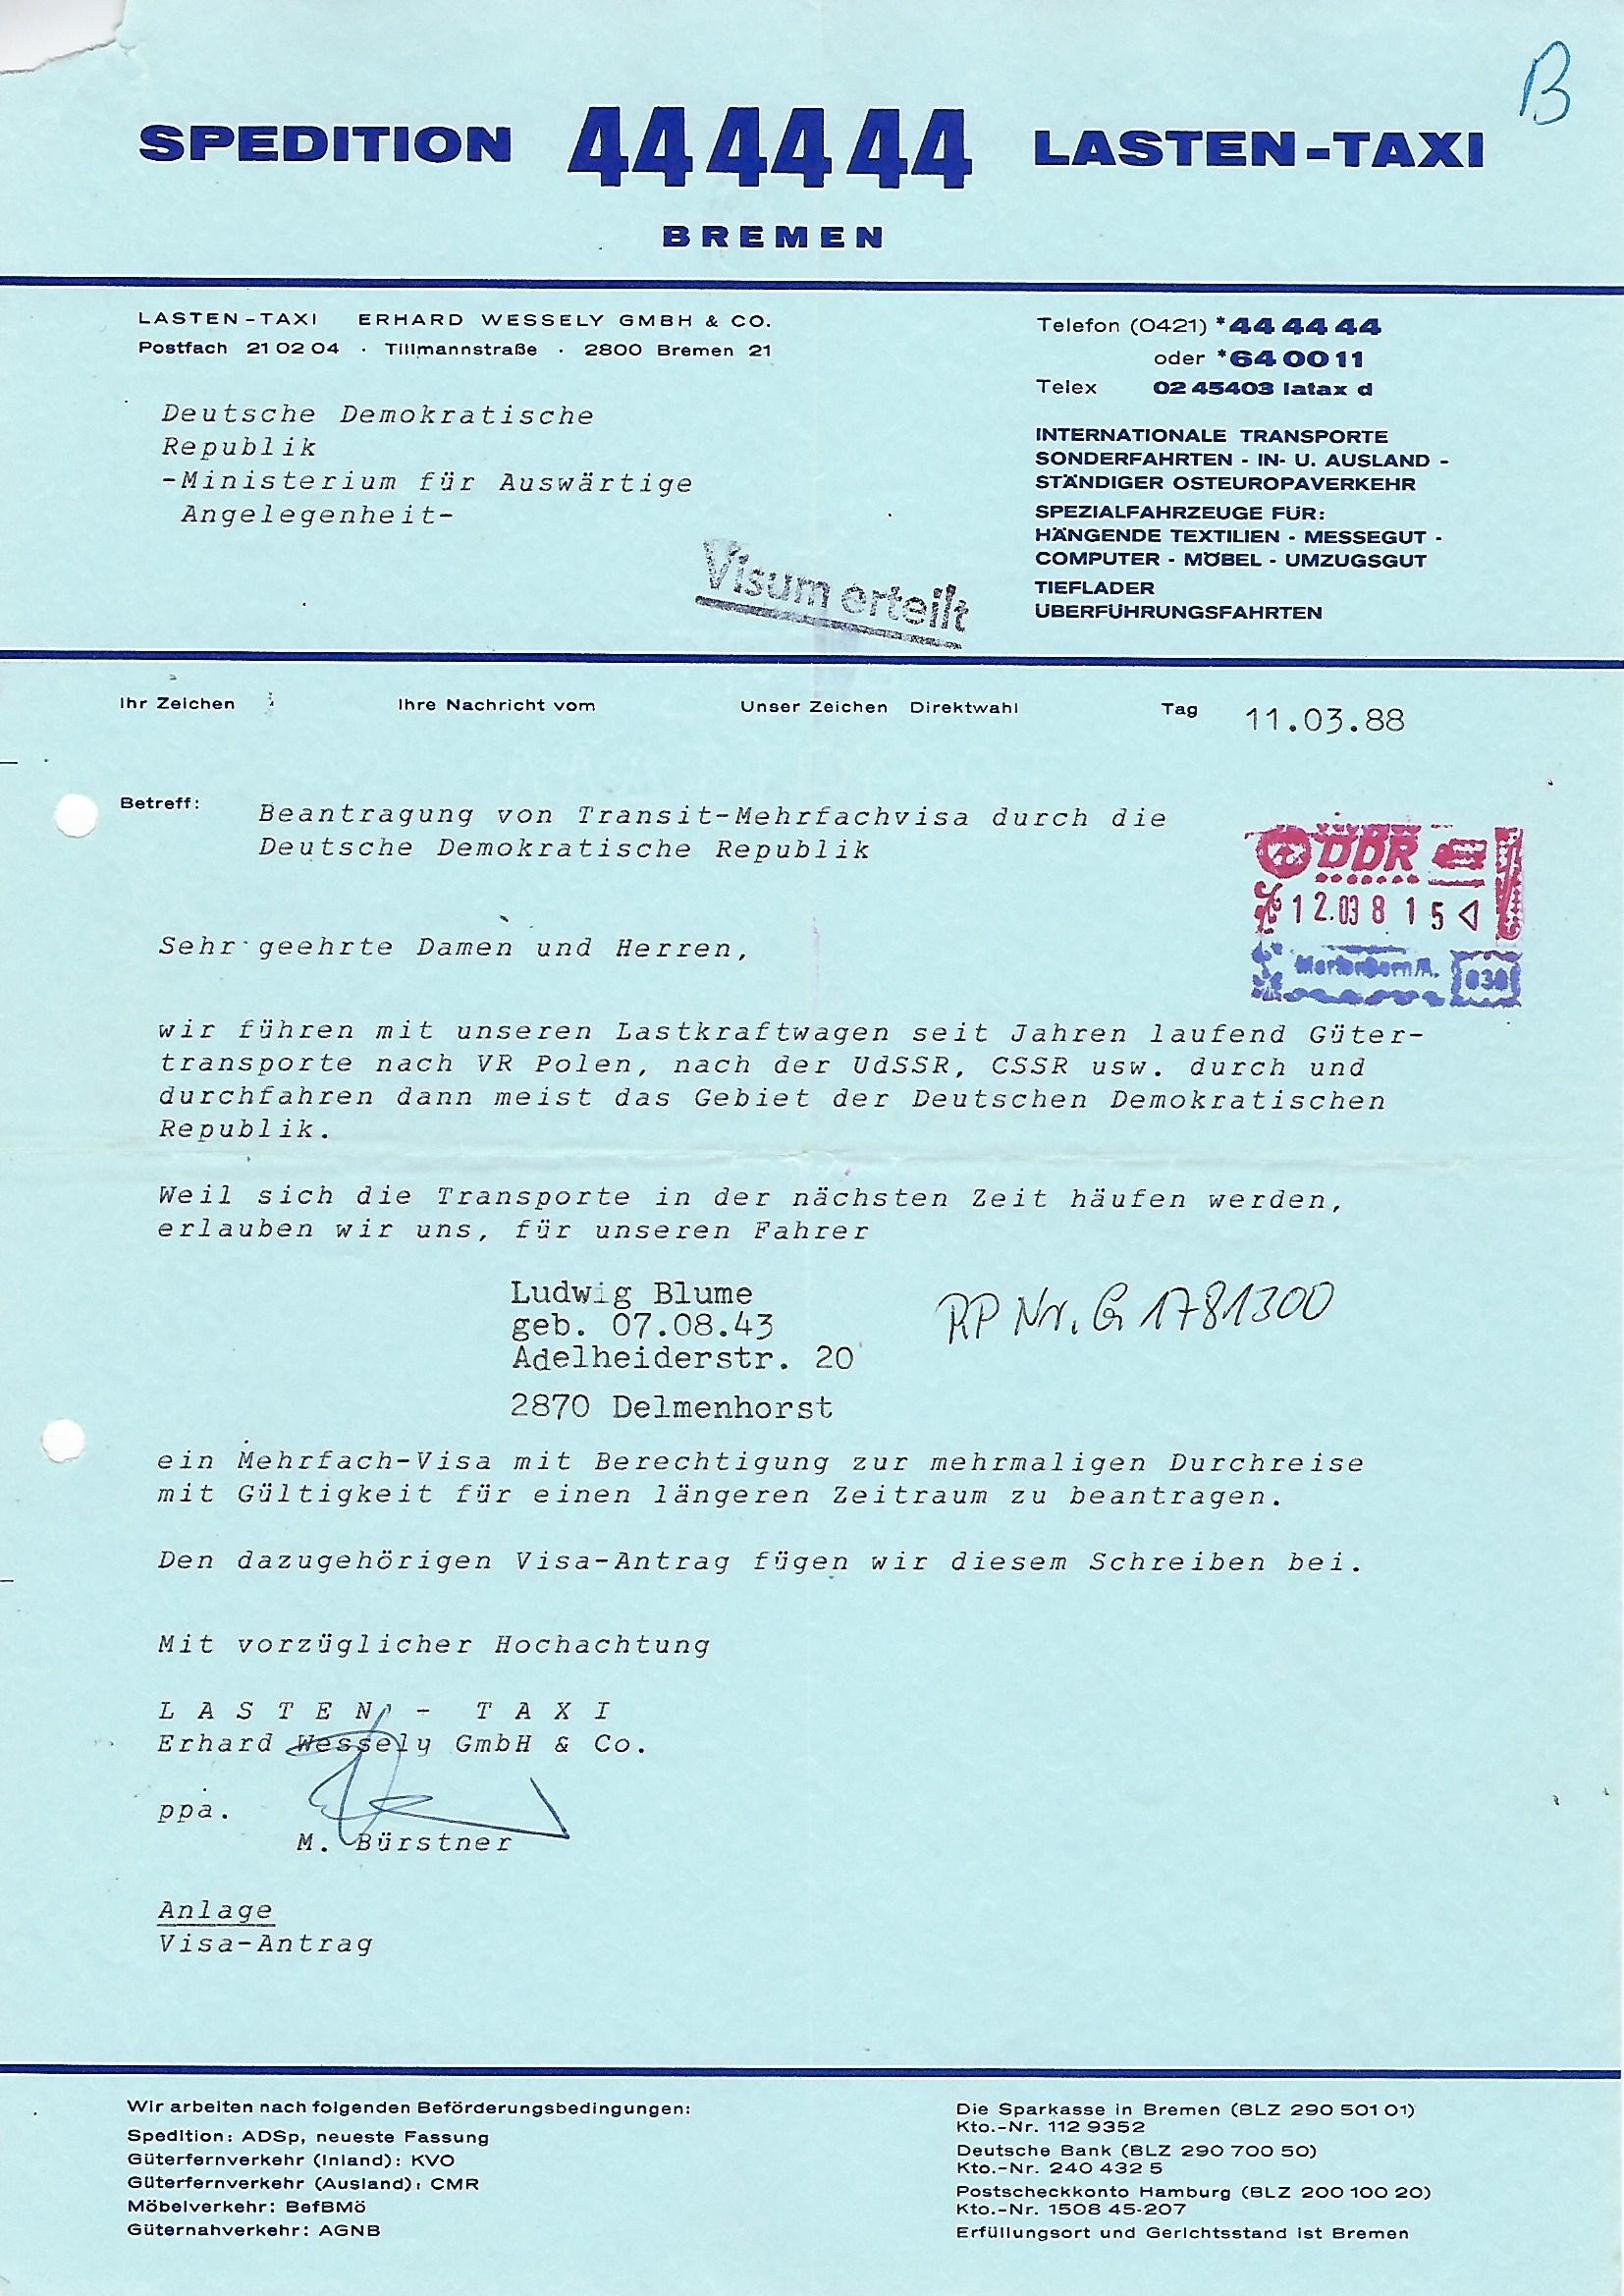 B
SPEDITION 44 44 44 LASTEN-TAXI
BREMEN
LASTEN-TAXI ERHARD WESSELY GMBH & CO.
Postfach 21 02 04 · Tillmannstraße · 2800 Bremen 21
Telefon (0421) *44 44 44
oder *64 00 11
Telex 02 45403 latax d
Deutsche Demokratische
Republik
-Ministerium für Auswärtige
Angelegenheit-
INTERNATIONALE TRANSPORTE
SONDERFAHRTEN - IN- U. AUSLAND -
STÄNDIGER OSTEUROPAVERKEHR
SPEZIALFAHRZEUGE FÜR:
HÄNGENDE TEXTILIEN - MESSEGUT -
COMPUTER - MÖBEL - UMZUGSGUT
TIEFLADER
ÜBERFÜHRUNGSFAHRTEN
Visum erteilt
Ihr Zeichen Ihre Nachricht vom Unser Zeichen Direktwahl Tag 11.03.88
Betreff: Beantragung von Transit-Mehrfachvisa durch die
Deutsche Demokratische Republik
DDR
12.03 8 15
030
Sehr geehrte Damen und Herren,
wir führen mit unseren Lastkraftwagen seit Jahren laufend Güter-
transporte nach VR Polen, nach der UdSSR, CSSR usw. durch und
durchfahren dann meist das Gebiet der Deutschen Demokratischen
Republik.
Weil sich die Transporte in der nächsten Zeit häufen werden,
erlauben wir uns, für unseren Fahrer
Ludwig Blume
geb. 07.08.43
Adelheiderstr. 20
2870 Delmenhorst
RP Nr. G 1781300
ein Mehrfach-Visa mit Berechtigung zur mehrmaligen Durchreise
mit Gültigkeit für einen längeren Zeitraum zu beantragen.
Den dazugehörigen Visa-Antrag fügen wir diesem Schreiben bei.
Mit vorzüglicher Hochachtung
L A S T E N - T A X I
Erhard Wessely GmbH & Co.
ppa.
M. Bürstner
Anlage
Visa-Antrag
Wir arbeiten nach folgenden Beförderungsbedingungen:
Spedition: ADSp, neueste Fassung
Güterfernverkehr (Inland): KVO
Güterfernverkehr (Ausland): CMR
Möbelverkehr: BefBMö
Güternahverkehr: AGNB
Die Sparkasse in Bremen (BLZ 290 501 01)
Kto.-Nr. 112 9352
Deutsche Bank (BLZ 290 700 50)
Kto.-Nr. 240 432 5
Postscheckkonto Hamburg (BLZ 200 100 20)
Kto.-Nr. 1508 45-207
Erfüllungsort und Gerichtsstand ist Bremen